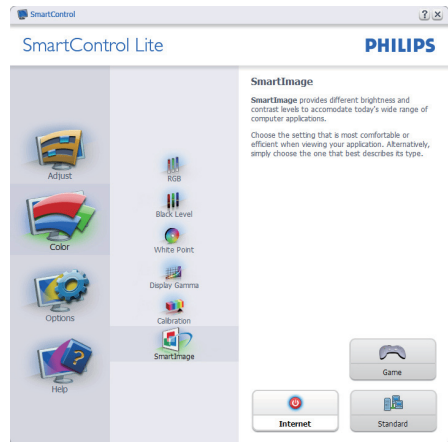 SmartControl
SmartControl Lite
PHILIPS
Adjust
Color
Options
Help
RGB
Black Level
White Point
Display Gamma
Calibration
SmartImage
SmartImage
SmartImage provides different brightness and
contrast levels to accomodate today's wide range of
computer applications.
Choose the setting that is most comfortable or
efficient when viewing your application. Alternatively,
simply choose the one that best describes its type.
Game
Internet
Standard